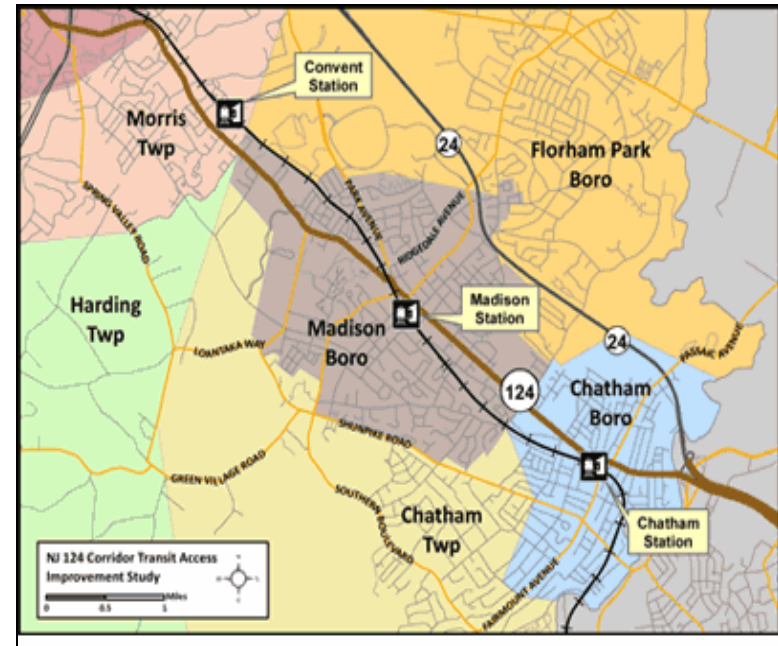 Convent
Station
Morris
Twp
24
Florham Park
Boro
SPRING VALLEY ROAD
PARK AVENUE
RIDGEDALE AVENUE
Harding
Twp
Madison
Station
Madison
Boro
LOANTAKA WAY
24
PASSAIC AVENUE
124
Chatham
Boro
SHUNPIKE ROAD
GREEN VILLAGE ROAD
SOUTHERN BOULEVARD
Chatham
Twp
Chatham
Station
FAIRMOUNT AVENUE
NJ 124 Corridor Transit Access
Improvement Study
Miles
0 0.5 1